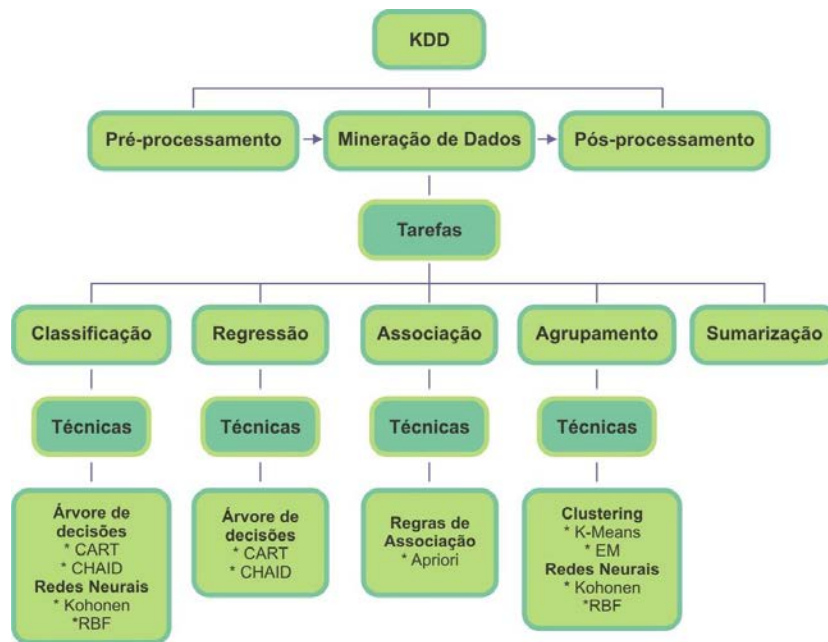 KDD
Pré-processamento
Mineração de Dados
Pós-processamento
Tarefas
Classificação
Regressão
Associação
Agrupamento
Sumarização
Técnicas
Técnicas
Técnicas
Técnicas
Árvore de
decisões
* CART
* CHAID
Redes Neurais
* Kohonen
*RBF
Árvore de
decisões
* CART
* CHAID
Regras de
Associação
* Apriori
Clustering
* K-Means
* EM
Redes Neurais
* Kohonen
*RBF